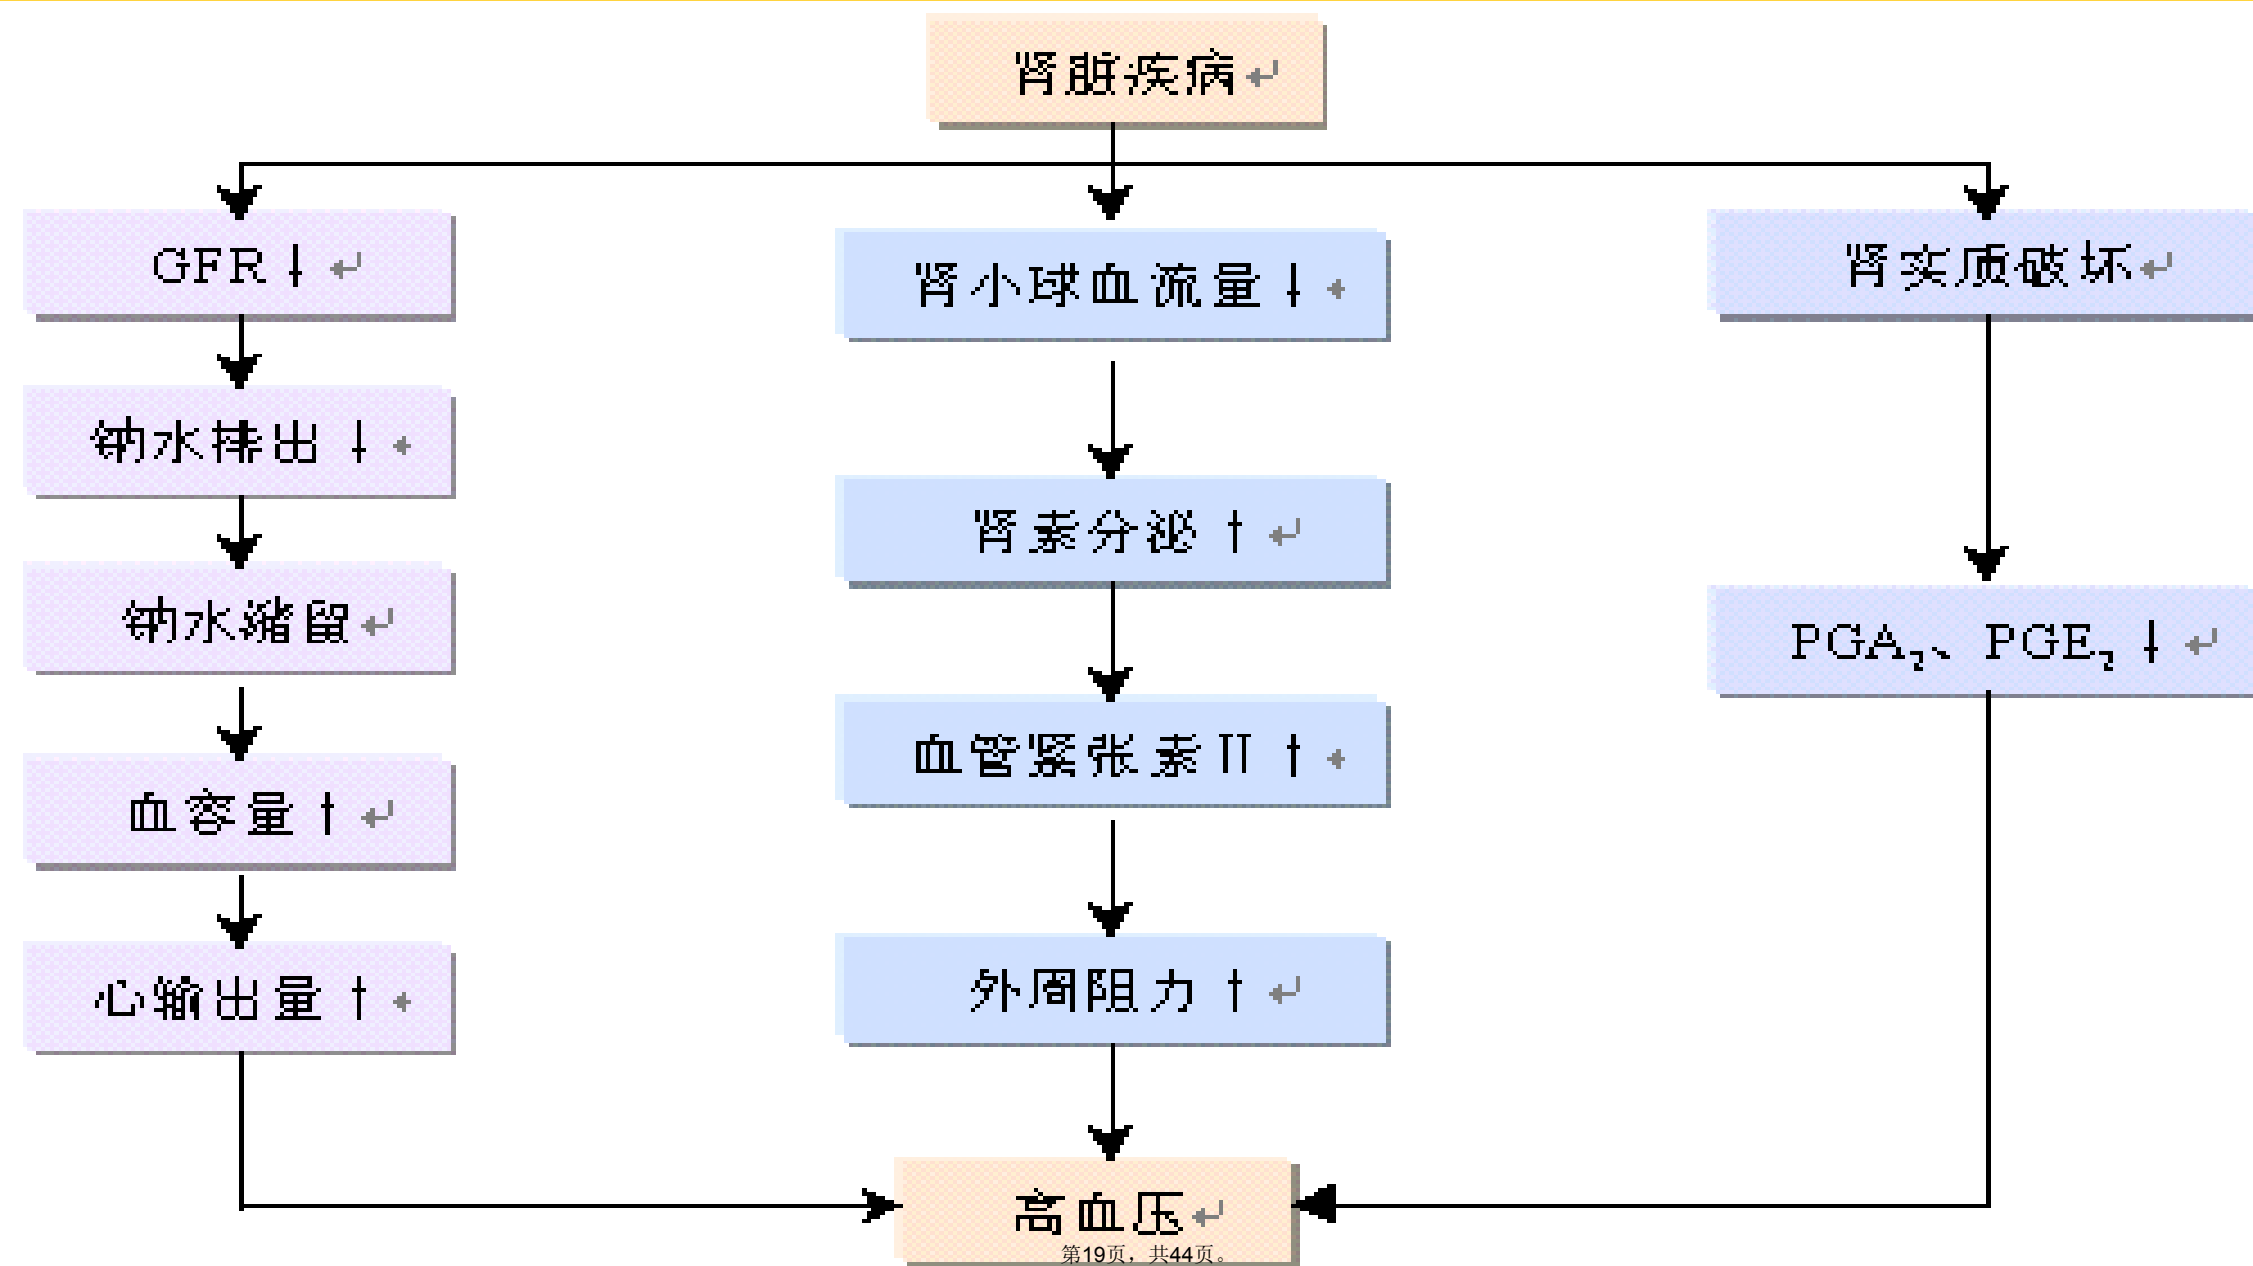 肾脏疾病
GFR↓
钠水排出↓
钠水潴留
血容量↑
心输出量↑
肾小球血流量↓
肾素分泌↑
血管紧张素II↑
外周阻力↑
肾实质破坏
PGA₂、PGE₂↓
高血压
第19页，共44页。